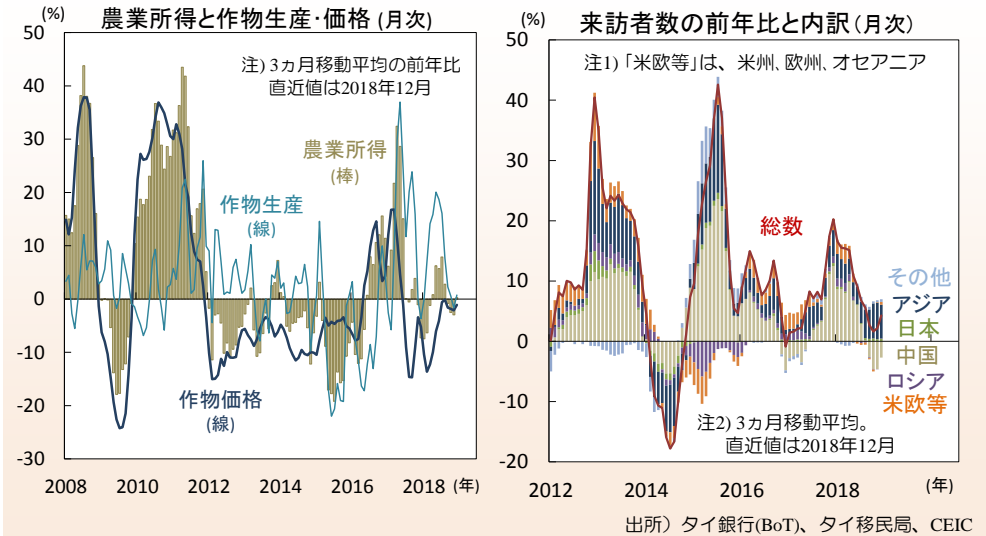 農業所得と作物生産･価格 (月次)
(%)
注) 3ヵ月移動平均の前年比
直近値は2018年12月
農業所得
(棒)
作物生産
(線)
作物価格
(線)
50
40
30
20
10
0
-10
-20
-30
2008 2010 2012 2014 2016 2018 (年)
来訪者数の前年比と内訳 (月次)
(%)
注1) ｢米欧等｣は、米州、欧州、オセアニア
総数
その他
アジア
日本
中国
ロシア
米欧等
注2) 3ヵ月移動平均。
直近値は2018年12月
50
40
30
20
10
0
-10
-20
2012 2014 2016 2018 (年)
出所）タイ銀行(BoT)、タイ移民局、CEIC